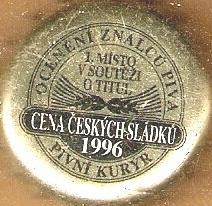 OCENĚNÍ ZNALCŮ PIVA
1. MÍSTO
V SOUTĚŽI
O TITUL
CENA ČESKÝCH SLÁDKŮ
1996
PIVNÍ KURÝR